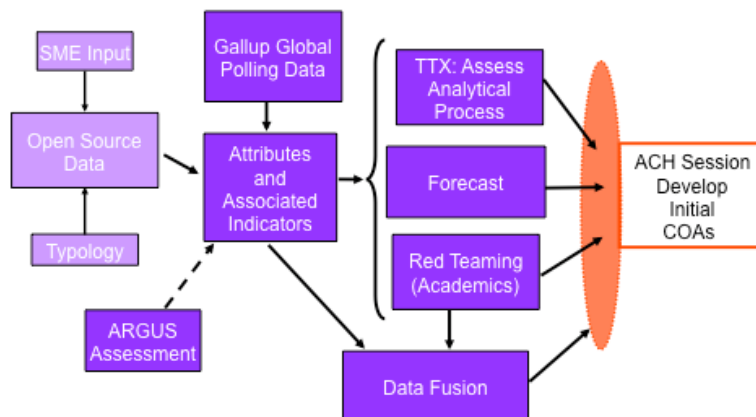 SME Input
Gallup Global
Polling Data
TTX: Assess
Analytical
Process
Open Source
Data
Attributes
and
Associated
Indicators
Forecast
ACH Session
Develop
Initial
COAs
Typology
Red Teaming
(Academics)
ARGUS
Assessment
Data Fusion